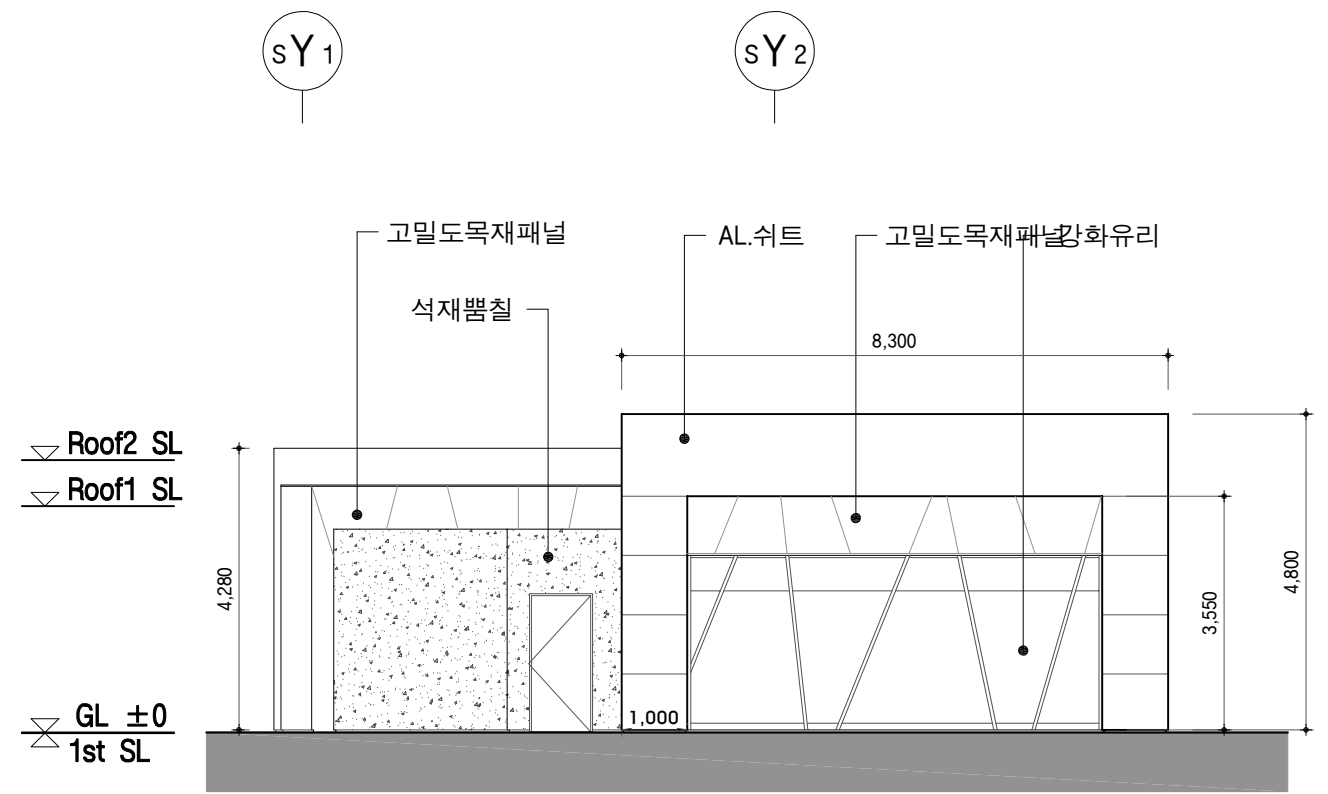 SY1
SY2
고밀도목재패널
AL.쉬트
고밀도목재패널
강화유리
석재뿜칠
8,300
Roof2 SL
Roof1 SL
4,280
4,800
3,550
1,000
GL ±0
1st SL